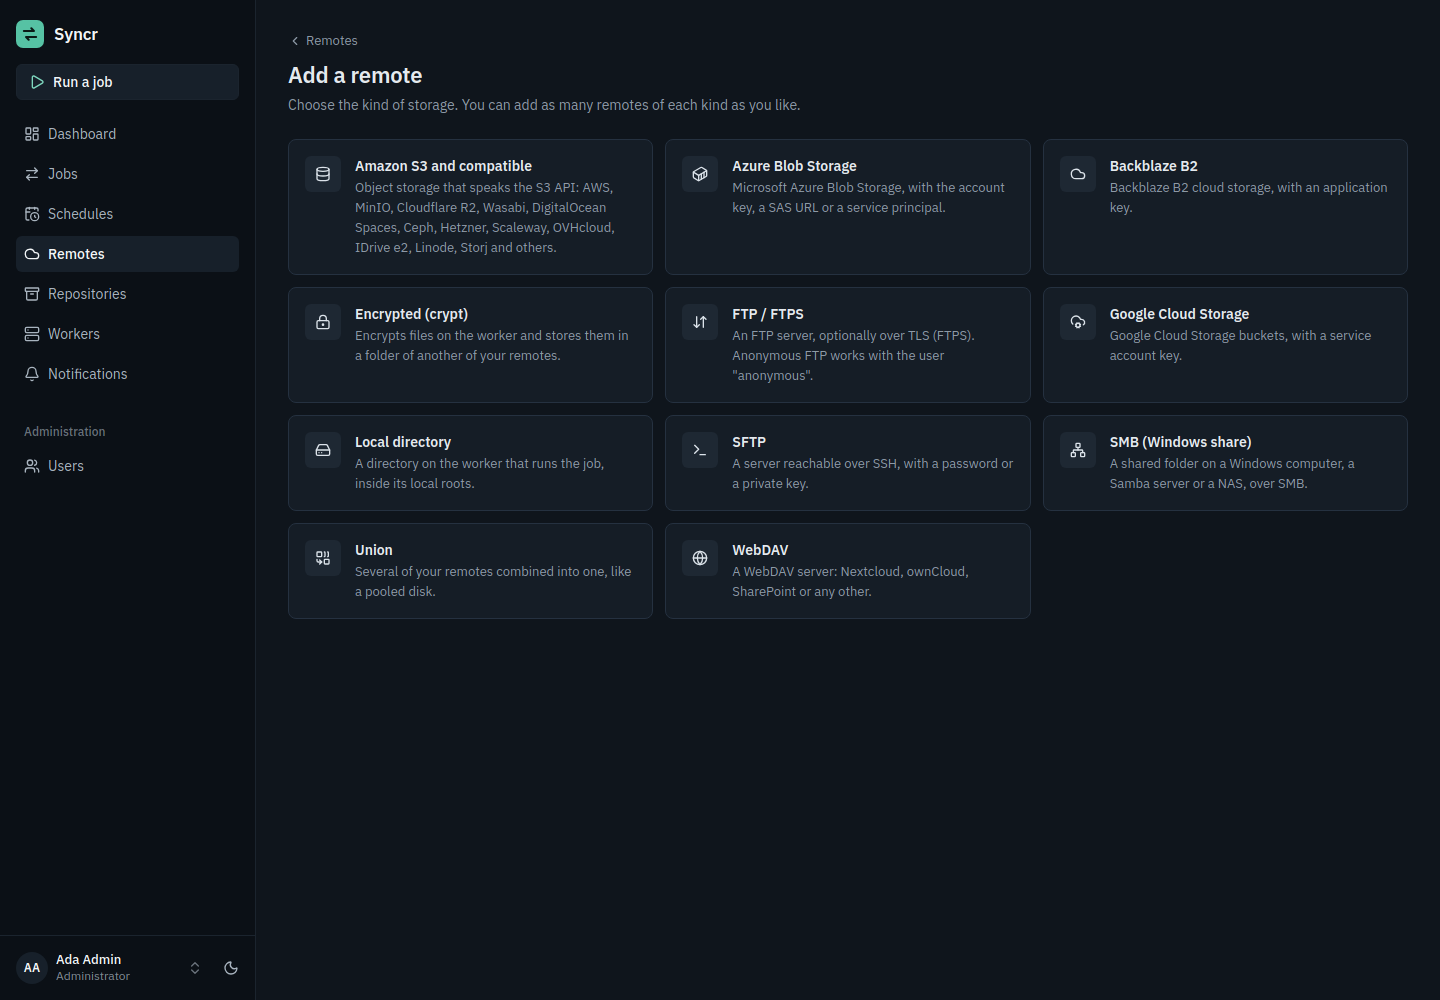 Syncr
Run a job
Dashboard
Jobs
Schedules
Remotes
Repositories
Workers
Notifications
Administration
Users
AA
Ada Admin
Administrator
Remotes
Add a remote
Choose the kind of storage. You can add as many remotes of each kind as you like.
Amazon S3 and compatible
Object storage that speaks the S3 API: AWS,
MinIO, Cloudflare R2, Wasabi, DigitalOcean
Spaces, Ceph, Hetzner, Scaleway, OVHcloud,
IDrive e2, Linode, Storj and others.
Azure Blob Storage
Microsoft Azure Blob Storage, with the account
key, a SAS URL or a service principal.
Backblaze B2
Backblaze B2 cloud storage, with an application
key.
Encrypted (crypt)
Encrypts files on the worker and stores them in
a folder of another of your remotes.
FTP / FTPS
An FTP server, optionally over TLS (FTPS).
Anonymous FTP works with the user
"anonymous".
Google Cloud Storage
Google Cloud Storage buckets, with a service
account key.
Local directory
A directory on the worker that runs the job,
inside its local roots.
SFTP
A server reachable over SSH, with a password or
a private key.
SMB (Windows share)
A shared folder on a Windows computer, a
Samba server or a NAS, over SMB.
Union
Several of your remotes combined into one, like
a pooled disk.
WebDAV
A WebDAV server: Nextcloud, ownCloud,
SharePoint or any other.